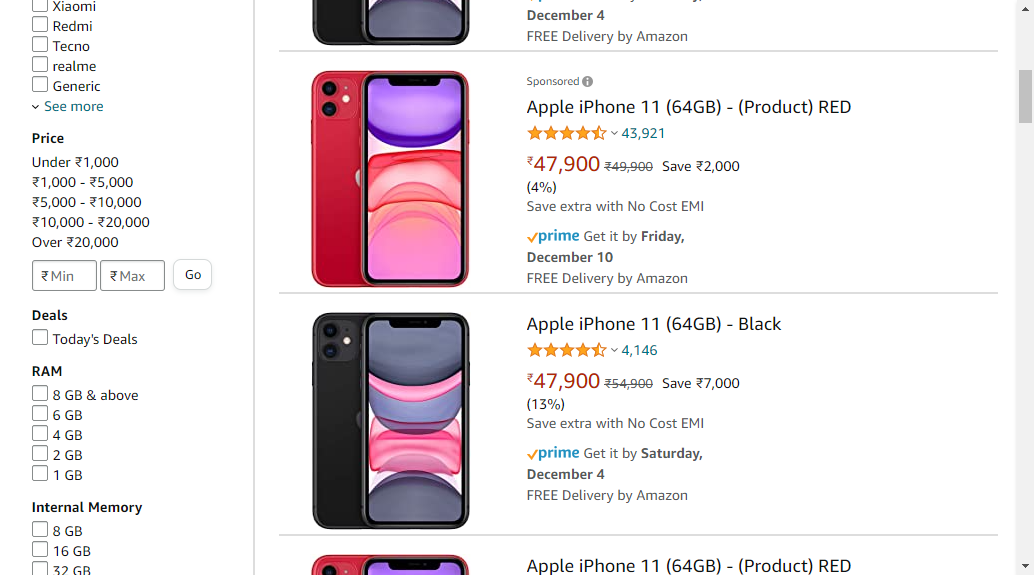 Xiaomi
Redmi
Tecno
realme
Generic
See more
Price
Under ₹1,000
₹1,000 - ₹5,000
₹5,000 - ₹10,000
₹10,000 - ₹20,000
Over ₹20,000
₹ Min ₹ Max Go
Deals
Today's Deals
RAM
8 GB & above
6 GB
4 GB
2 GB
1 GB
Internal Memory
8 GB
16 GB
32 GB
December 4
FREE Delivery by Amazon
Sponsored
Apple iPhone 11 (64GB) - (Product) RED
43,921
₹47,900 ₹49,900 Save ₹2,000
(4%)
Save extra with No Cost EMI
prime Get it by Friday,
December 10
FREE Delivery by Amazon
Apple iPhone 11 (64GB) - Black
4,146
₹47,900 ₹54,900 Save ₹7,000
(13%)
Save extra with No Cost EMI
prime Get it by Saturday,
December 4
FREE Delivery by Amazon
Apple iPhone 11 (64GB) - (Product) RED